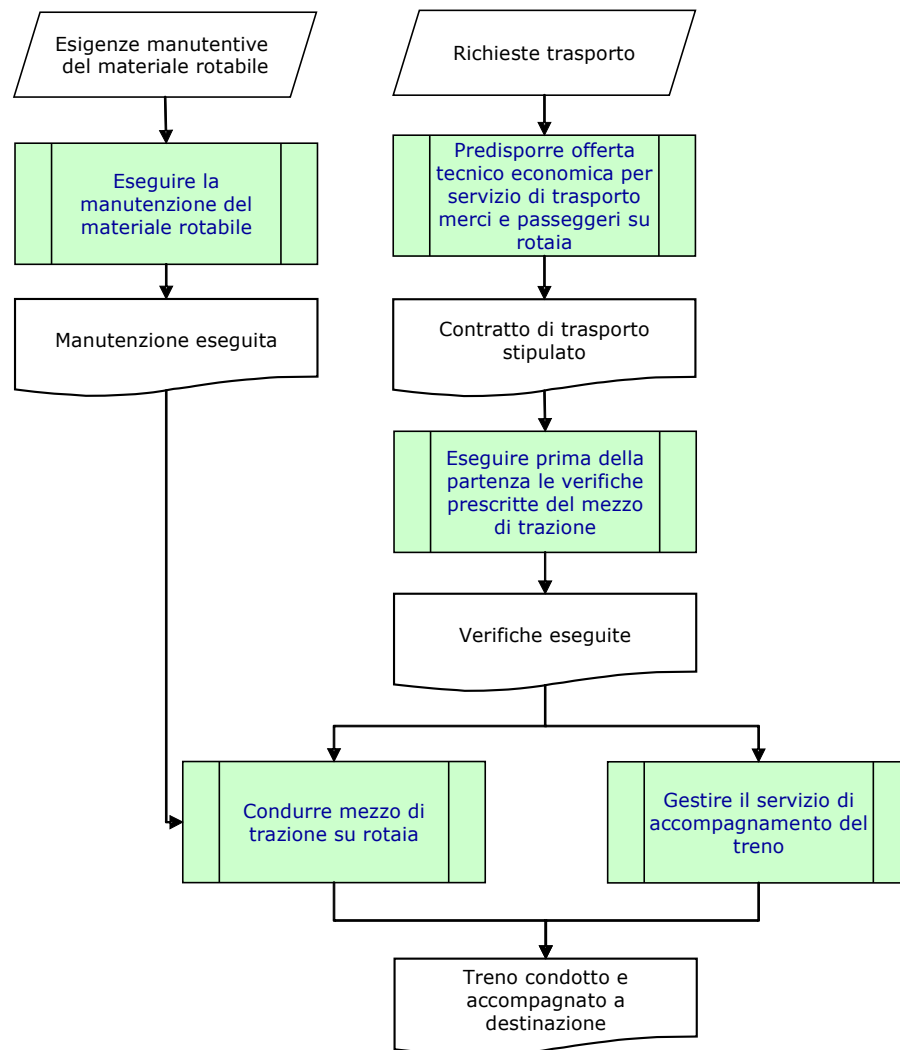 Esigenze manutentive
del materiale rotabile
Richieste trasporto
Eseguire la
manutenzione del
materiale rotabile
Predisporre offerta
tecnico economica per
servizio di trasporto
merci e passeggeri su
rotaia
Manutenzione eseguita
Contratto di trasporto
stipulato
Eseguire prima della
partenza le verifiche
prescritte del mezzo
di trazione
Verifiche eseguite
Condurre mezzo di
trazione su rotaia
Gestire il servizio di
accompagnamento del
treno
Treno condotto e
accompagnato a
destinazione